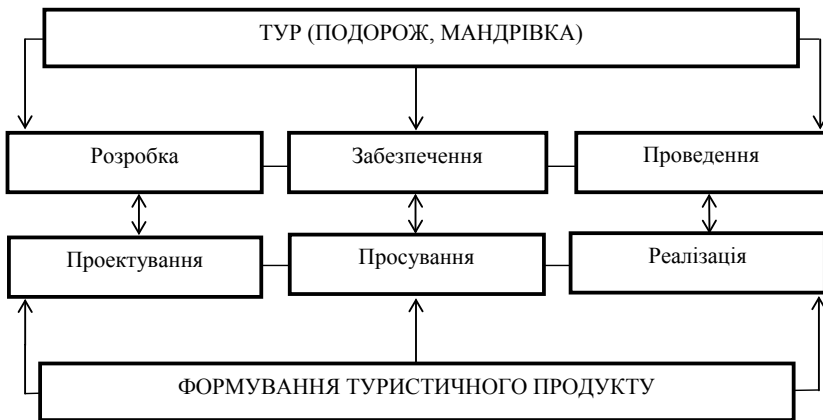 ТУР (ПОДОРОЖ, МАНДРІВКА)
Розробка
Забезпечення
Проведення
Проектування
Просування
Реалізація
ФОРМУВАННЯ ТУРИСТИЧНОГО ПРОДУКТУ